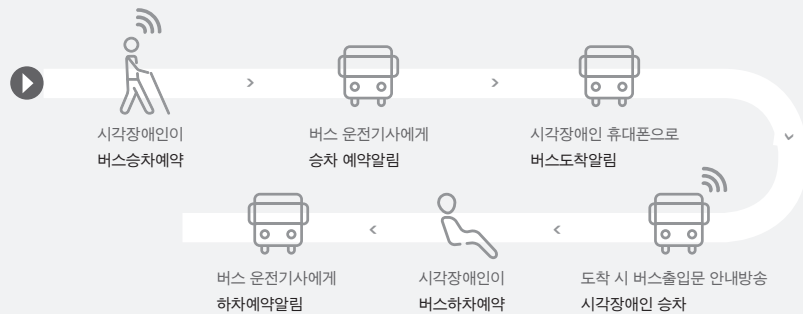 시각장애인이
버스승차예약
버스 운전기사에게
승차 예약알림
시각장애인 휴대폰으로
버스도착알림
도착 시 버스출입문 안내방송
시각장애인 승차
시각장애인이
버스하차예약
버스 운전기사에게
하차예약알림